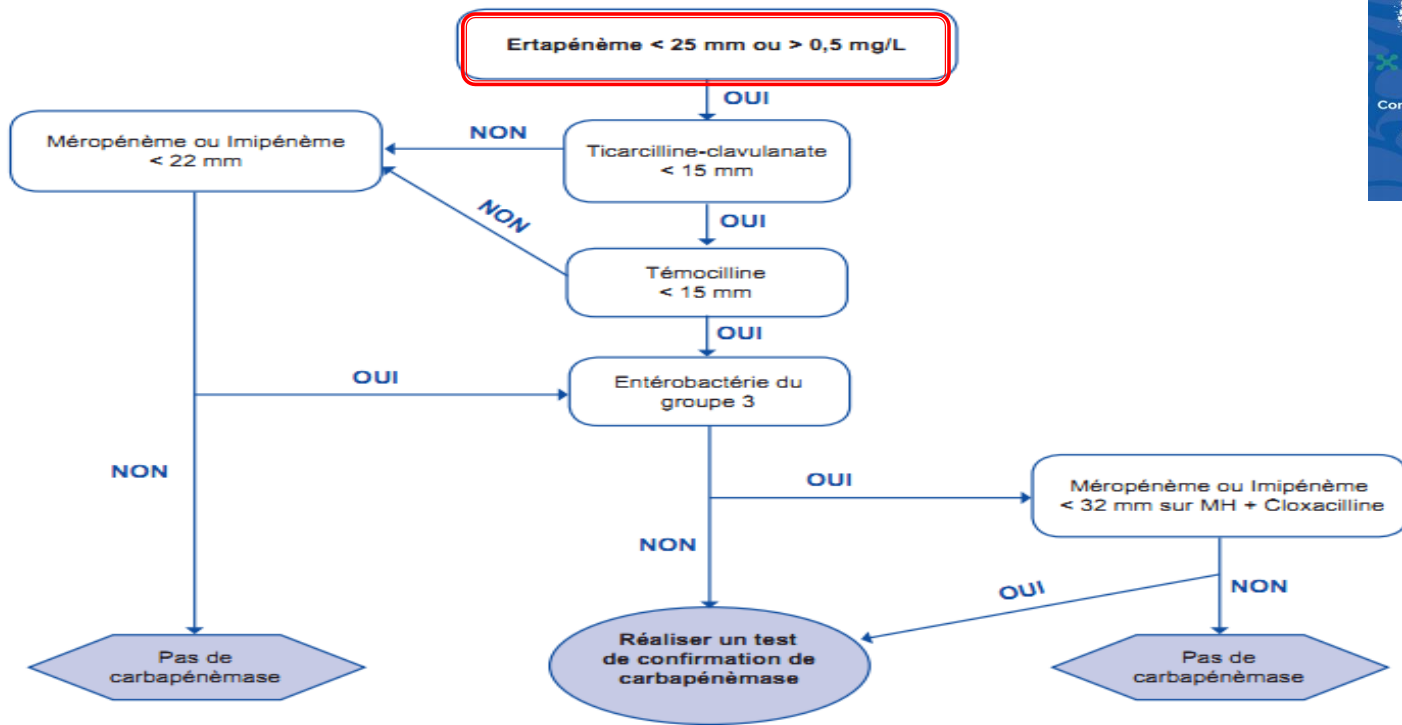 Ertapénème < 25 mm ou > 0,5 mg/L
OUI
Cor
NON
Méropénème ou Imipénème
< 22 mm
Ticarcilline-clavulanate
< 15 mm
NON
OUI
Témocilline
< 15 mm
OUI
OUI
Entérobactérie du
groupe 3
NON
OUI
Méropénème ou Imipénème
< 32 mm sur MH + Cloxacilline
NON
OUI
NON
Pas de
carbapénèmase
Réaliser un test
de confirmation de
carbapénèmase
Pas de
carbapénèmase